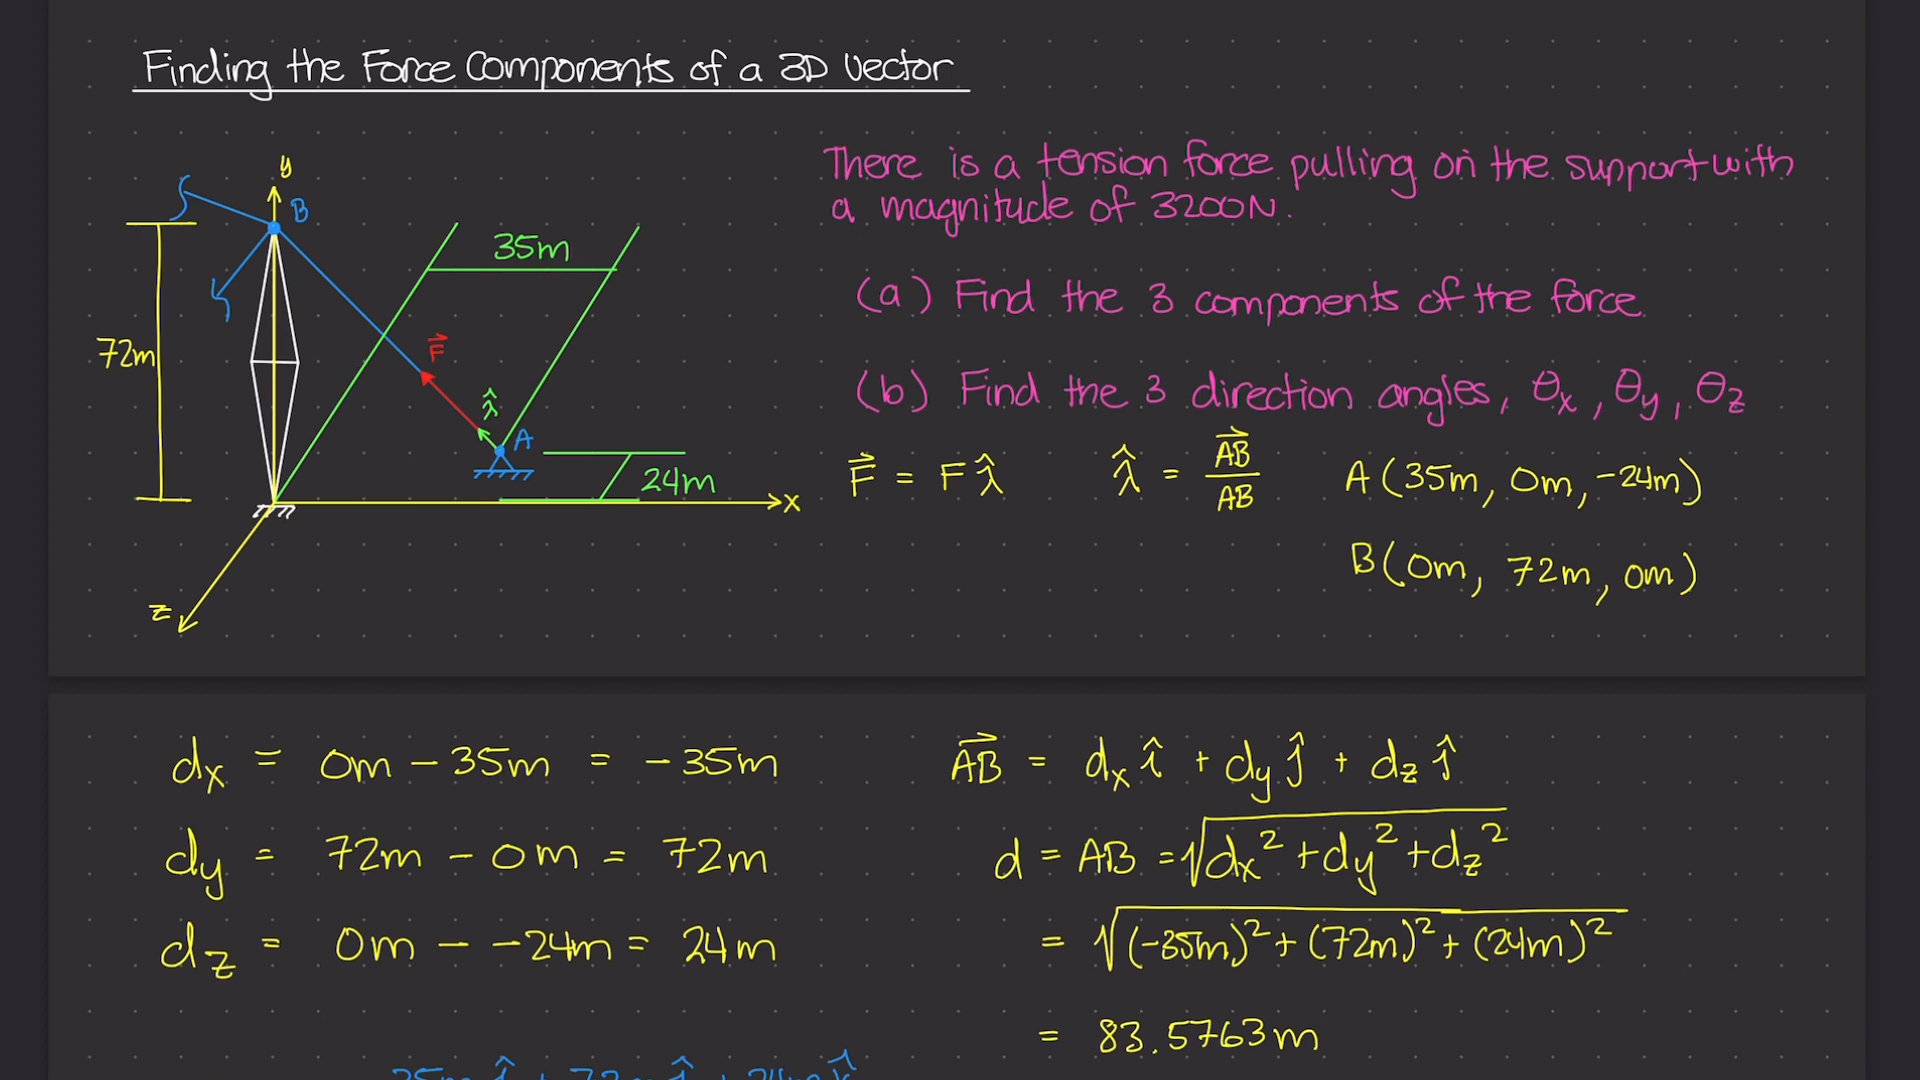 Finding the Force Components of a 3D Vector
There is a tension force pulling on the support with
a magnitude of 3200N.
(a) Find the 3 components of the force
(b) Find the 3 direction angles, θx, θy, θz
y
B
35m
72m
F⃗
λ̂
A
24m
x
z
F⃗ = F λ̂
λ̂ = AB⃗ / AB
A (35m, 0m, -24m)
B (0m, 72m, 0m)
dx = 0m - 35m = -35m
dy = 72m - 0m = 72m
dz = 0m - -24m = 24m
AB⃗ = dx î + dy ĵ + dz ĵ
d = AB = √(dx² + dy² + dz²)
= √((-35m)² + (72m)² + (24m)²)
= 83.5763m